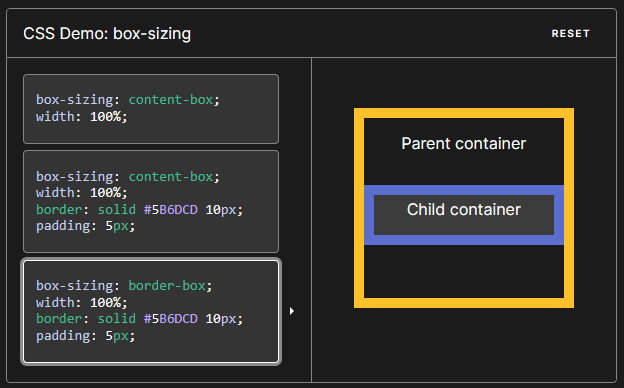 CSS Demo: box-sizing
RESET
box-sizing: content-box;
width: 100%;
box-sizing: content-box;
width: 100%;
border: solid #5B6DCD 10px;
padding: 5px;
box-sizing: border-box;
width: 100%;
border: solid #5B6DCD 10px;
padding: 5px;
Parent container
Child container